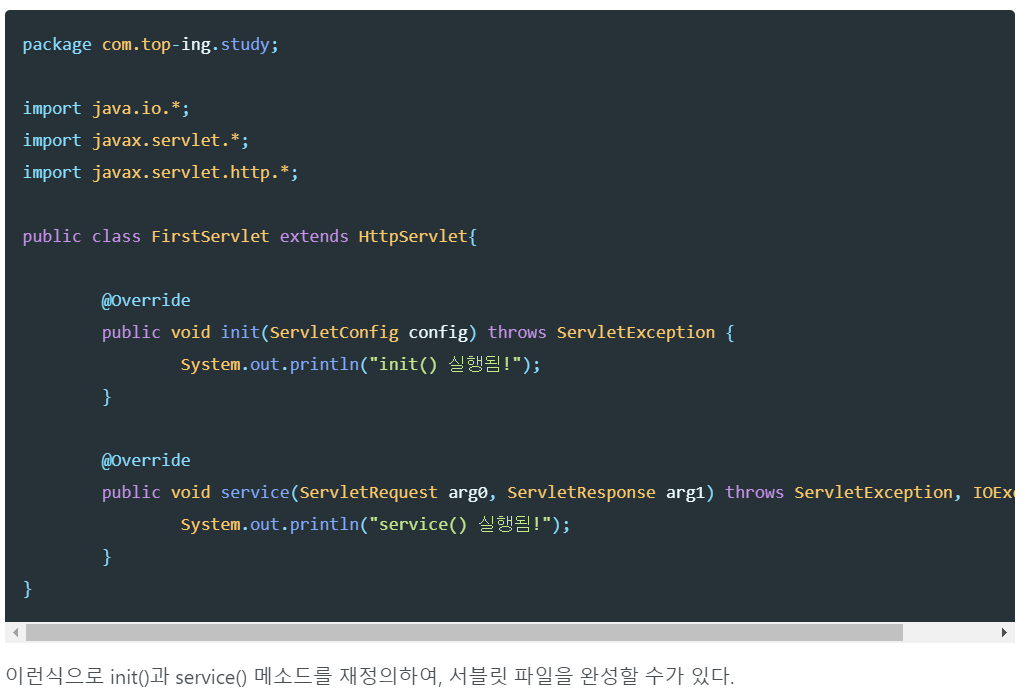 package com.top-ing.study;
import java.io.*;
import javax.servlet.*;
import javax.servlet.http.*;
public class FirstServlet extends HttpServlet{
@Override
public void init(ServletConfig config) throws ServletException {
System.out.println("init() 실행됨!");
}
@Override
public void service(ServletRequest arg0, ServletResponse arg1) throws ServletException,
System.out.println("service() 실행됨!");
}
}
이런식으로 init()과 service() 메소드를 재정의하여, 서블릿 파일을 완성할 수가 있다.